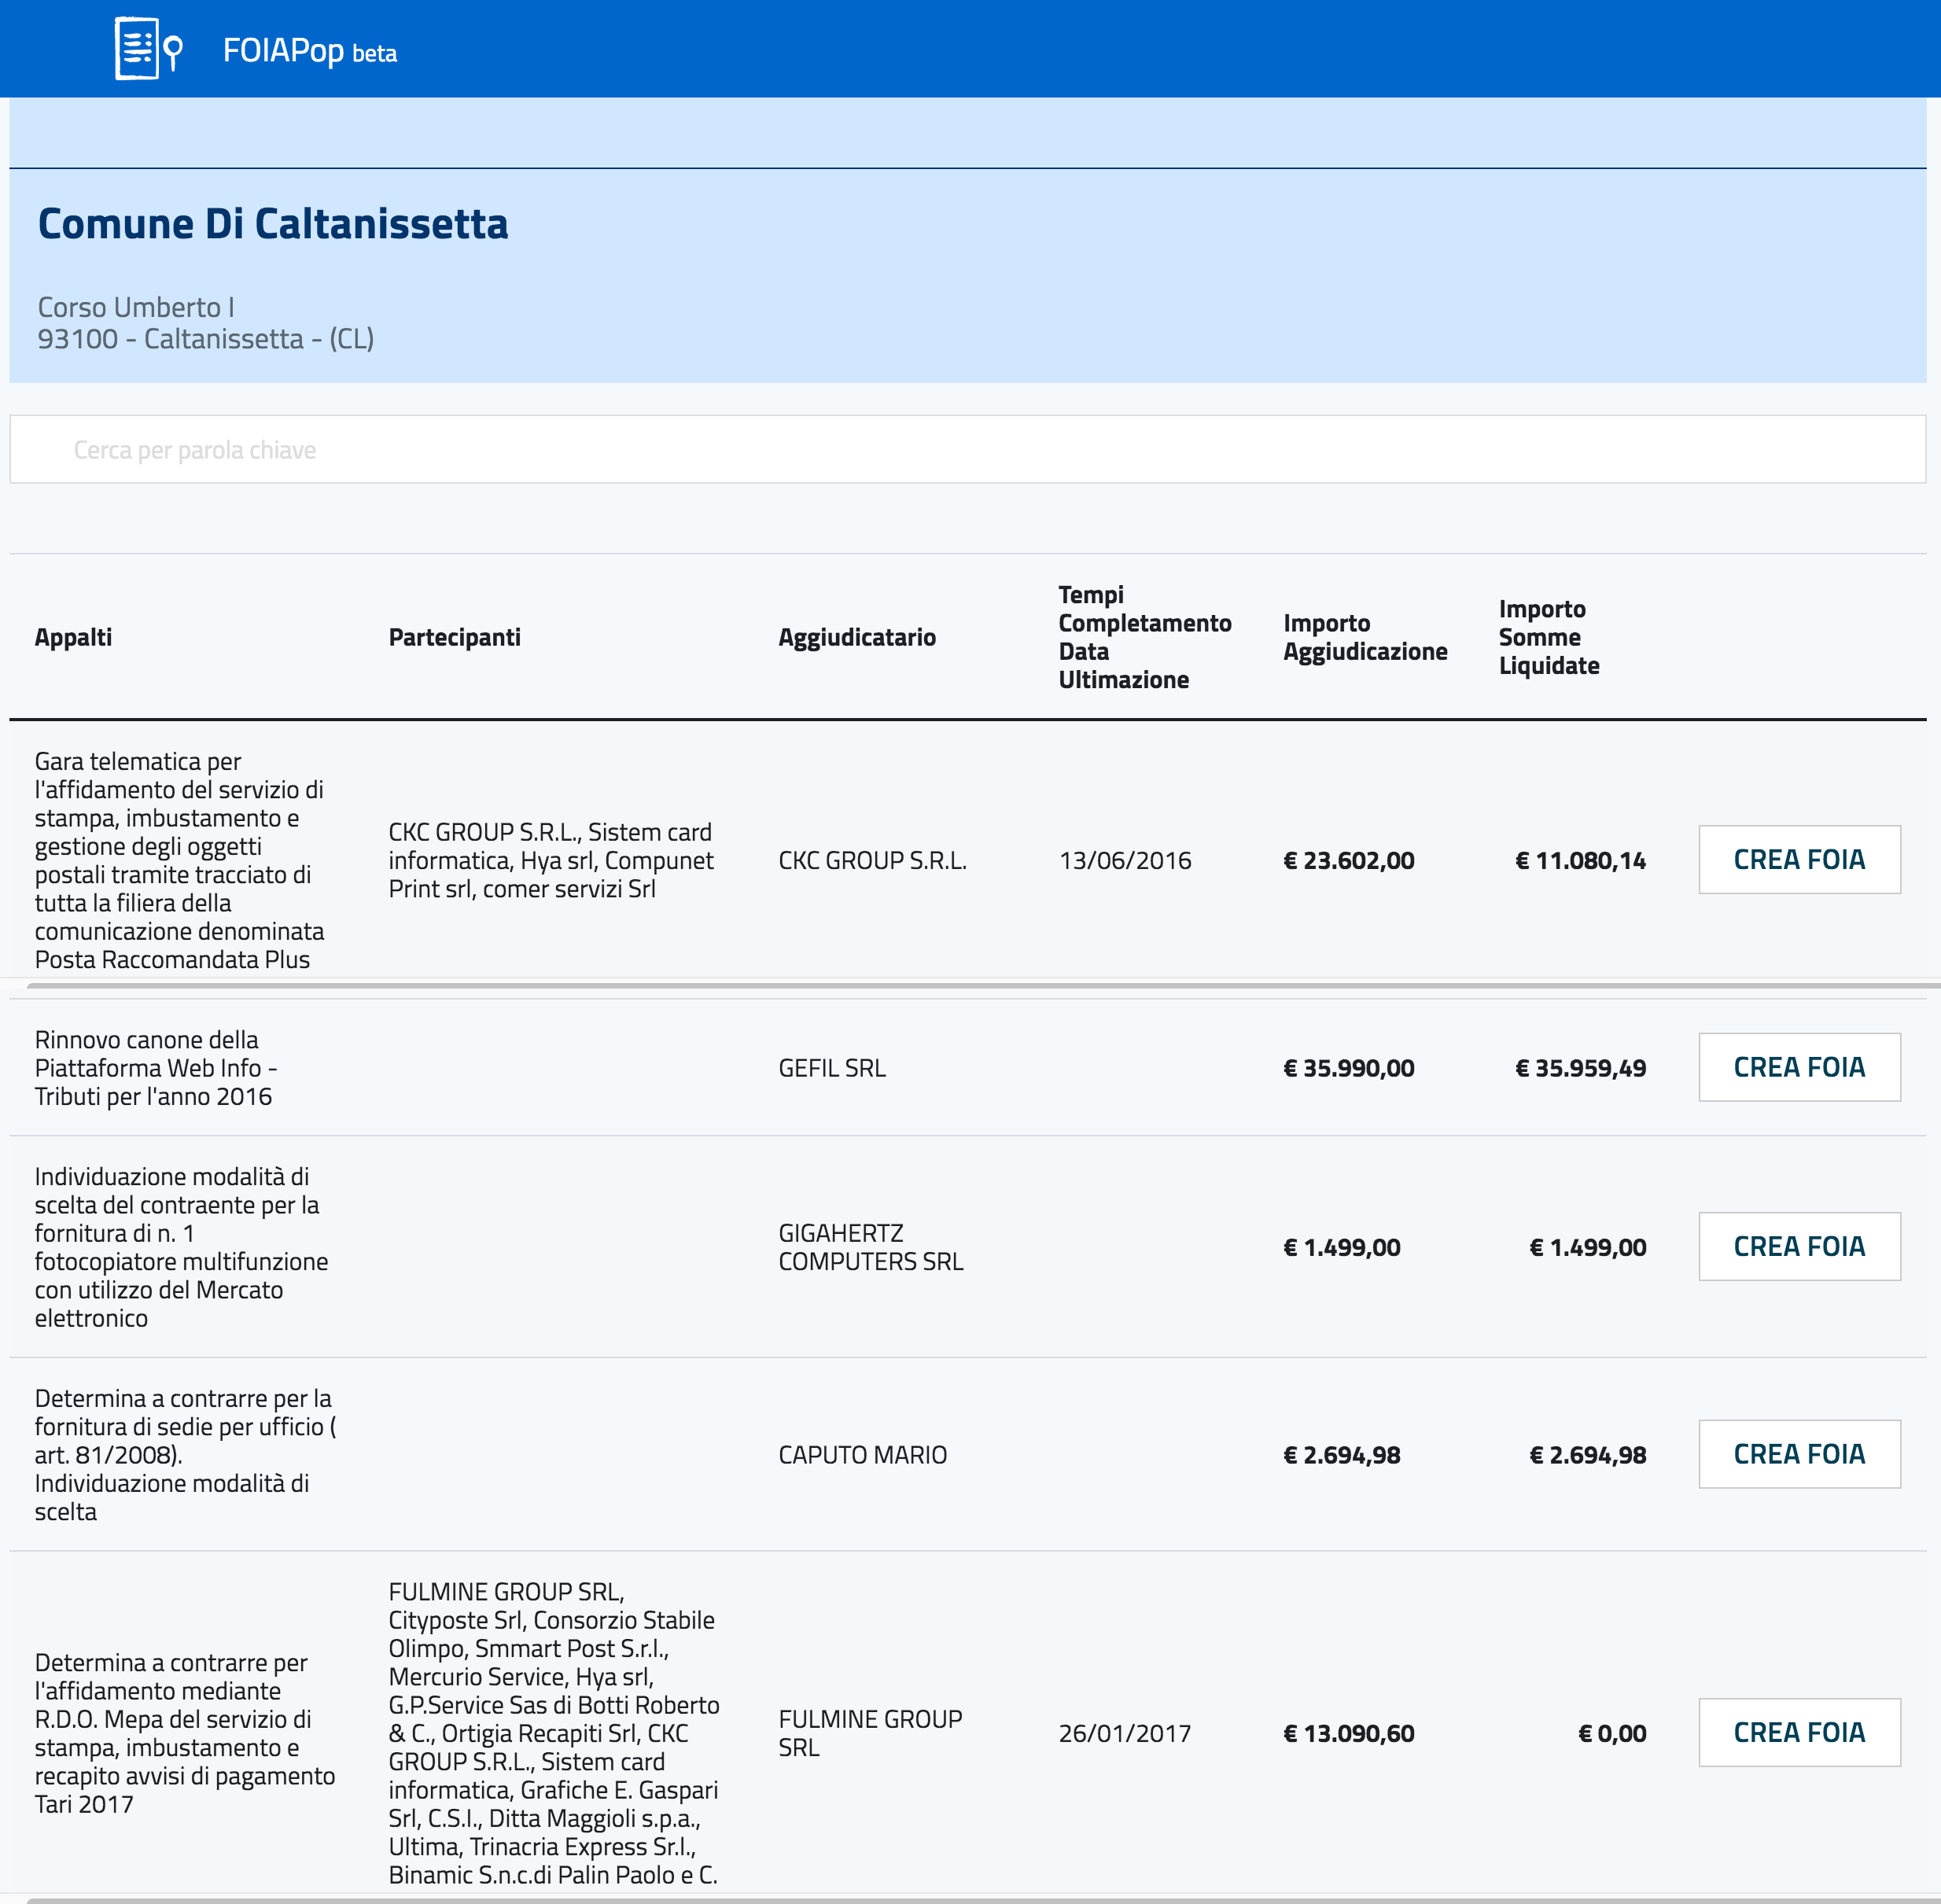 FOIAPop beta
Comune Di Caltanissetta
Corso Umberto I
93100 - Caltanissetta - (CL)
Cerca per parola chiave
Appalti
Partecipanti
Aggiudicatario
Tempi
Completamento
Data
Ultimazione
Importo
Aggiudicazione
Importo
Somme
Liquidate
Gara telematica per
l'affidamento del servizio di
stampa, imbustamento e
gestione degli oggetti
postali tramite tracciato di
tutta la filiera della
comunicazione denominata
Posta Raccomandata Plus
CKC GROUP S.R.L., Sistem card
informatica, Hya srl, Compunet
Print srl, comer servizi Srl
CKC GROUP S.R.L.
13/06/2016
€ 23.602,00
€ 11.080,14
CREA FOIA
Rinnovo canone della
Piattaforma Web Info -
Tributi per l'anno 2016
GEFIL SRL
€ 35.990,00
€ 35.959,49
CREA FOIA
Individuazione modalità di
scelta del contraente per la
fornitura di n. 1
fotocopiatore multifunzione
con utilizzo del Mercato
elettronico
GIGAHERTZ
COMPUTERS SRL
€ 1.499,00
€ 1.499,00
CREA FOIA
Determina a contrarre per la
fornitura di sedie per ufficio (
art. 81/2008).
Individuazione modalità di
scelta
CAPUTO MARIO
€ 2.694,98
€ 2.694,98
CREA FOIA
Determina a contrarre per
l'affidamento mediante
R.D.O. Mepa del servizio di
stampa, imbustamento e
recapito avvisi di pagamento
Tari 2017
FULMINE GROUP SRL,
Cityposte Srl, Consorzio Stabile
Olimpo, Smmart Post S.r.l.,
Mercurio Service, Hya srl,
G.P.Service Sas di Botti Roberto
& C., Ortigia Recapiti Srl, CKC
GROUP S.R.L., Sistem card
informatica, Grafiche E. Gaspari
Srl, C.S.I., Ditta Maggioli s.p.a.,
Ultima, Trinacria Express Sr.l.,
Binamic S.n.c.di Palin Paolo e C.
FULMINE GROUP
SRL
26/01/2017
€ 13.090,60
€ 0,00
CREA FOIA